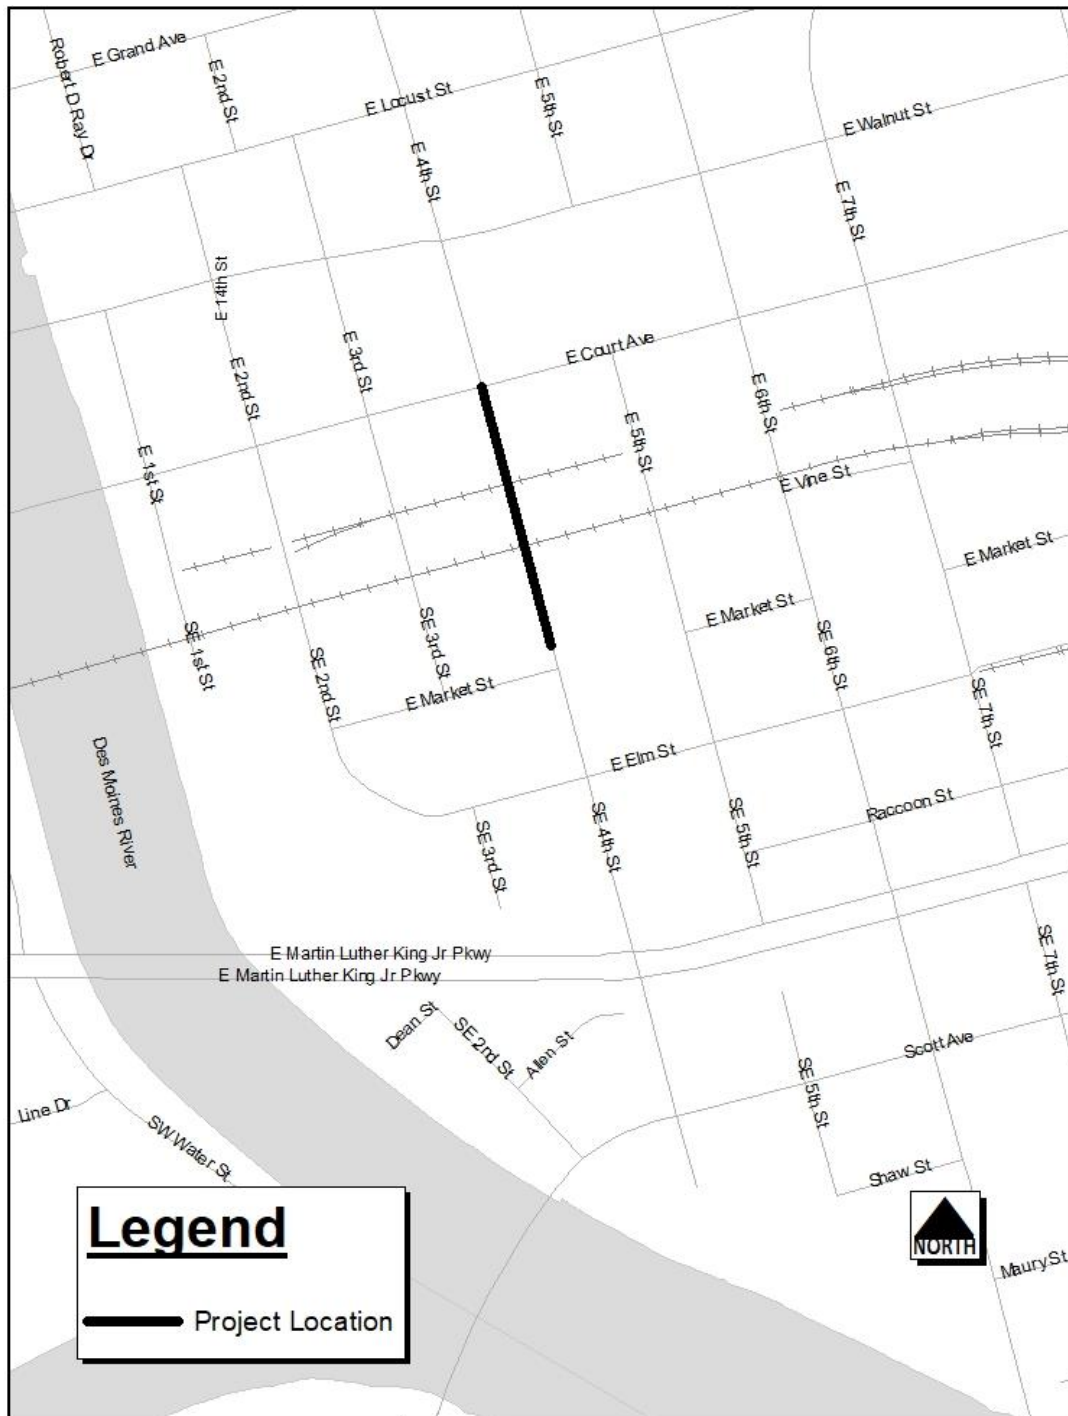 E Grand Ave
Robert D Ray Dr
E 2nd St
E Locust St
E 5th St
E Walnut St
E 4th St
E 7th St
E 14th St
E 3rd St
E Court Ave
E 2nd St
E 6th St
E 5th St
E 1st St
E Vine St
E Market St
E Market St
SE 1st St
SE 3rd St
SE 6th St
SE 2nd St
E Market St
SE 7th St
E Elm St
Des Moines River
Raccoon St
SE 4th St
SE 5th St
SE 3rd St
E Martin Luther King Jr Pkwy
E Martin Luther King Jr Pkwy
SE 7th St
Dean St
SE 2nd St
Allen St
Scott Ave
SE 5th St
Line Dr
SW Water St
Shaw St
Maury St
NORTH
Legend
Project Location